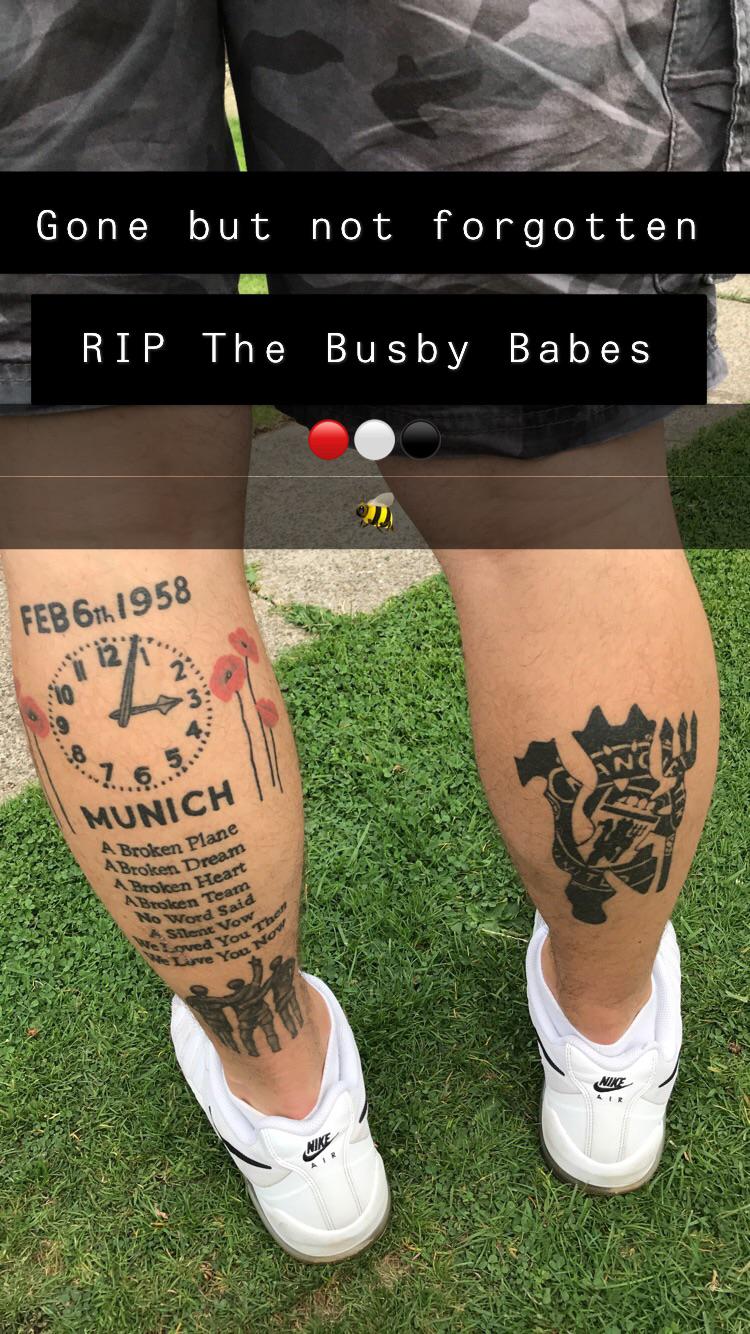 Gone but not forgotten
RIP The Busby Babes
FEB 6th 1958
12
1
2
3
4
5
6
7
8
9
10
11
MUNICH
A Broken Plane
A Broken Dream
A Broken Heart
A Broken Team
No Word Said
A Silent Vow
We Loved You Then
We Love You Now
NIKE
AIR
NIKE
AIR